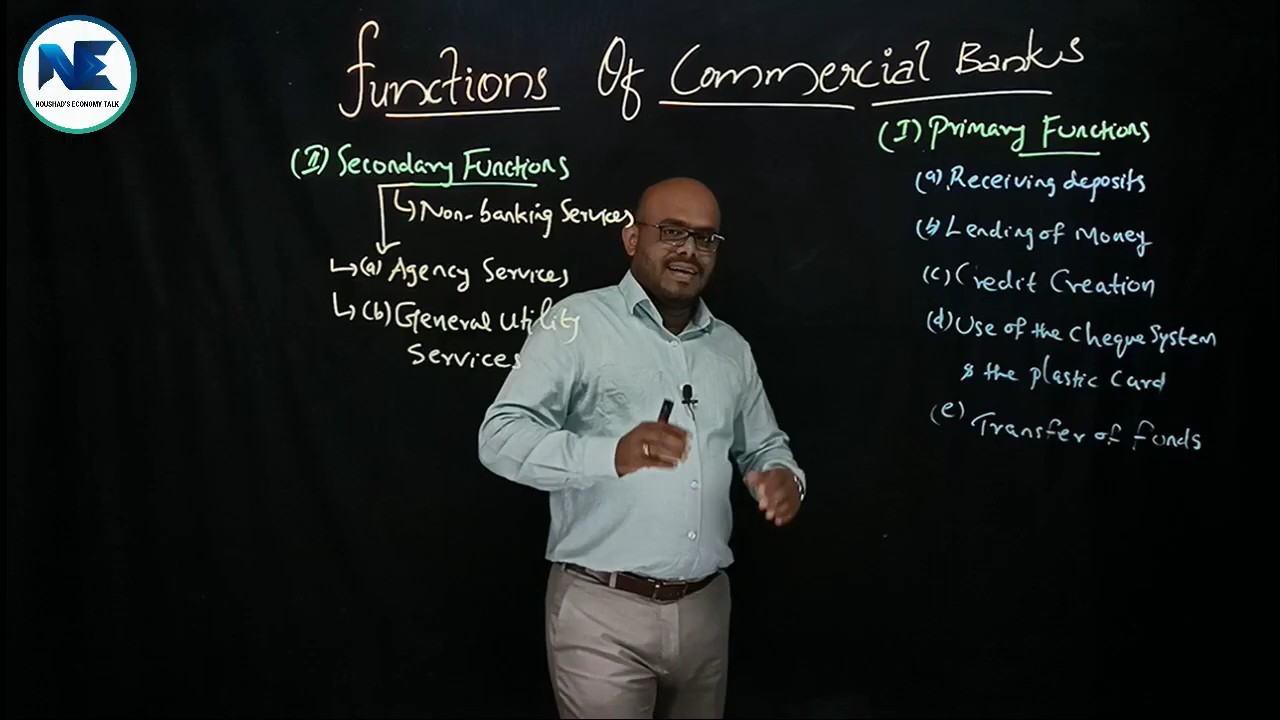 NE
NOUSHAD'S ECONOMY TALK
Functions Of Commercial Banks
(II) Secondary Functions
Non-banking Services
(a) Agency Services
(b) General Utility
Services
(I) Primary Functions
(a) Receiving deposits
(b) Lending of Money
(c) Credit Creation
(d) Use of the Cheque System
& the plastic Card
(e) Transfer of funds